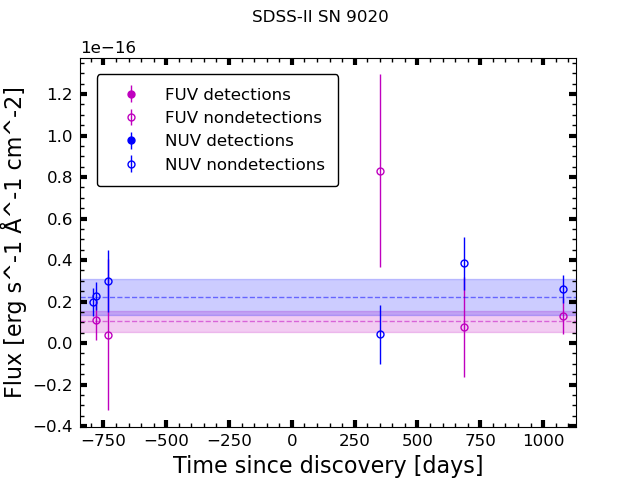 SDSS-II SN 9020
1e−16
Flux [erg s^-1 Å^-1 cm^-2]
1.2
1.0
0.8
0.6
0.4
0.2
0.0
−0.2
−0.4
FUV detections
FUV nondetections
NUV detections
NUV nondetections
−750 −500 −250 0 250 500 750 1000
Time since discovery [days]